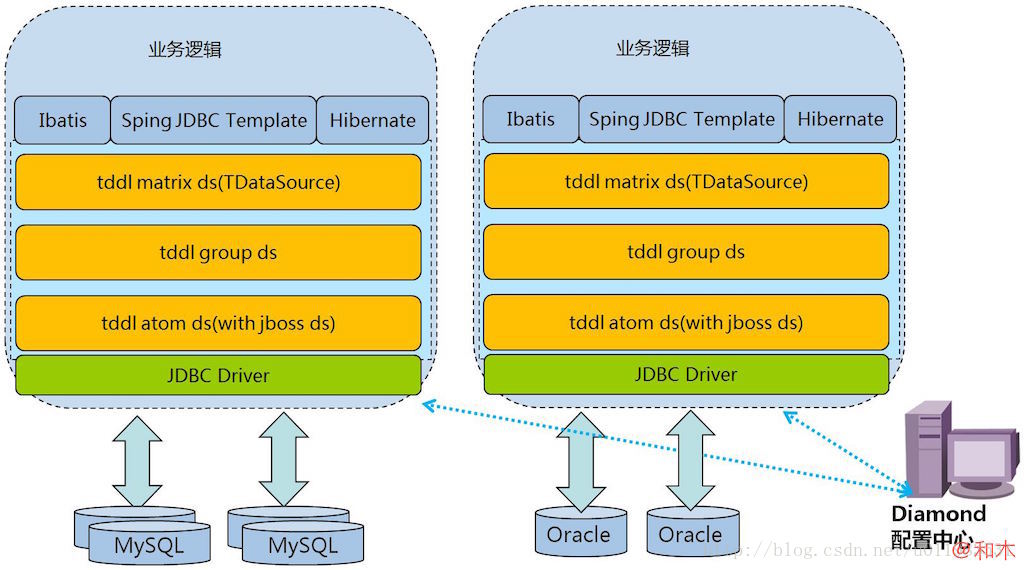 业务逻辑
Ibatis
Sping JDBC Template
Hibernate
tddl matrix ds(TDataSource)
tddl group ds
tddl atom ds(with jboss ds)
JDBC Driver
MySQL
MySQL
业务逻辑
Ibatis
Sping JDBC Template
Hibernate
tddl matrix ds(TDataSource)
tddl group ds
tddl atom ds(with jboss ds)
JDBC Driver
Oracle
Oracle
Diamond
配置中心
http://blog.csdn.net/
@和木